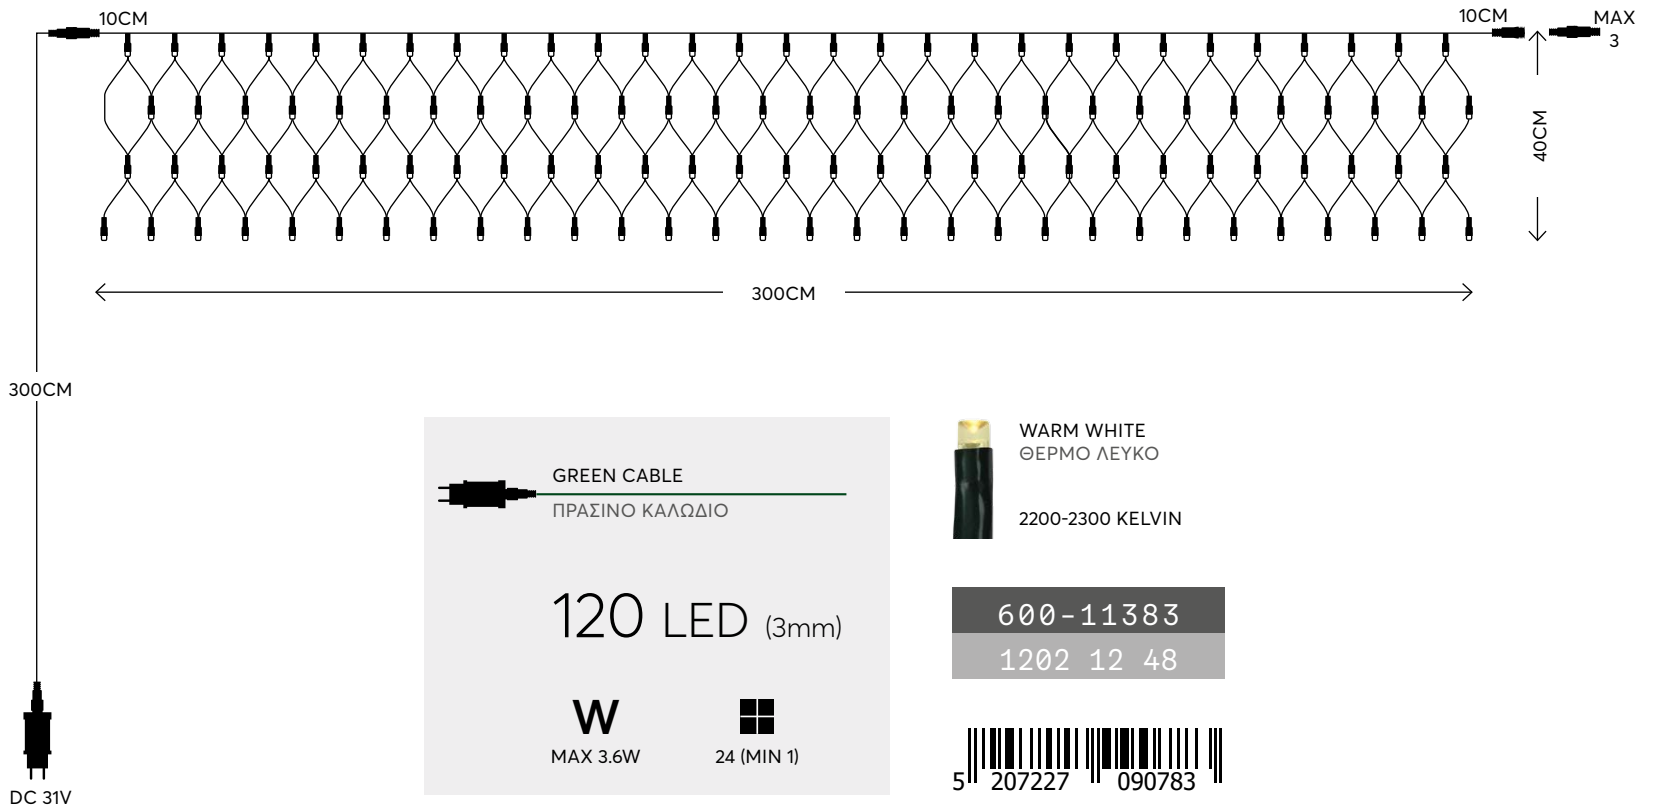 10CM
10CM
MAX
3
40CM
300CM
300CM
DC 31V
GREEN CABLE
ΠΡΑΣΙΝΟ ΚΑΛΩΔΙΟ
120 LED (3mm)
W
MAX 3.6W
24 (MIN 1)
WARM WHITE
ΘΕΡΜΟ ΛΕΥΚΟ
2200-2300 KELVIN
600-11383
1202 12 48
5 207227 090783